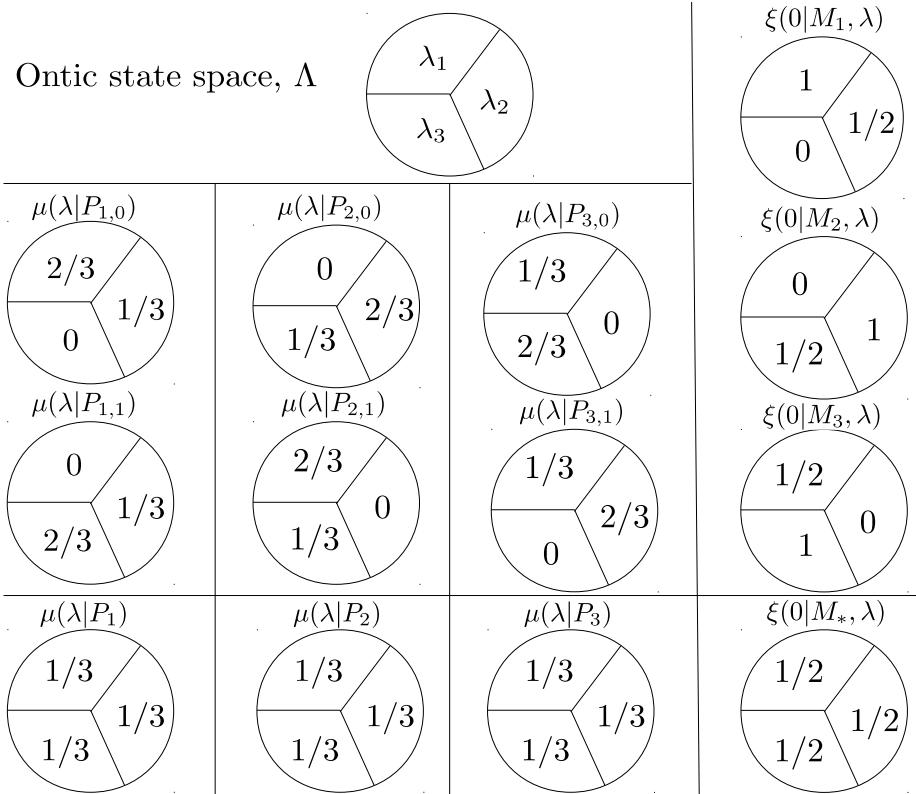 Ontic state space, Λ
λ₁
λ₂
λ₃
ξ(0|M₁, λ)
1
1/2
0
μ(λ|P₁,₀)
2/3
1/3
0
μ(λ|P₂,₀)
0
2/3
1/3
μ(λ|P₃,₀)
1/3
0
2/3
ξ(0|M₂, λ)
0
1
1/2
μ(λ|P₁,₁)
0
1/3
2/3
μ(λ|P₂,₁)
2/3
0
1/3
μ(λ|P₃,₁)
1/3
2/3
0
ξ(0|M₃, λ)
1/2
0
1
μ(λ|P₁)
1/3
1/3
1/3
μ(λ|P₂)
1/3
1/3
1/3
μ(λ|P₃)
1/3
1/3
1/3
ξ(0|M∗, λ)
1/2
1/2
1/2